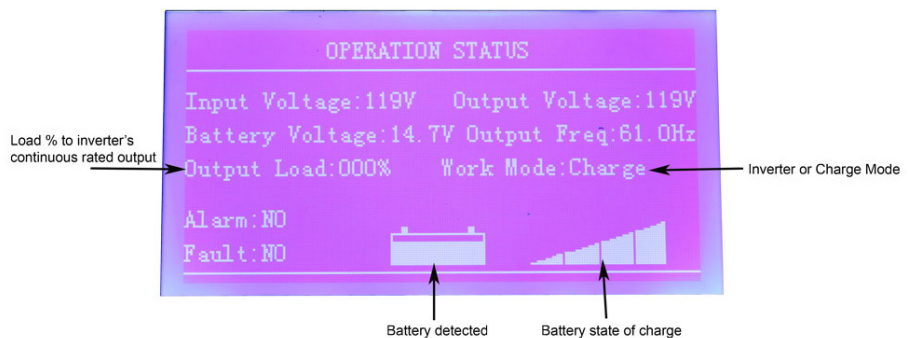 OPERATION STATUS
Input Voltage:119V Output Voltage:119V
Battery Voltage:14.7V Output Freq:61.0Hz
Load % to inverter's
continuous rated output
Output Load:000% Work Mode:Charge
Inverter or Charge Mode
Alarm:NO
Fault:NO
Battery detected
Battery state of charge